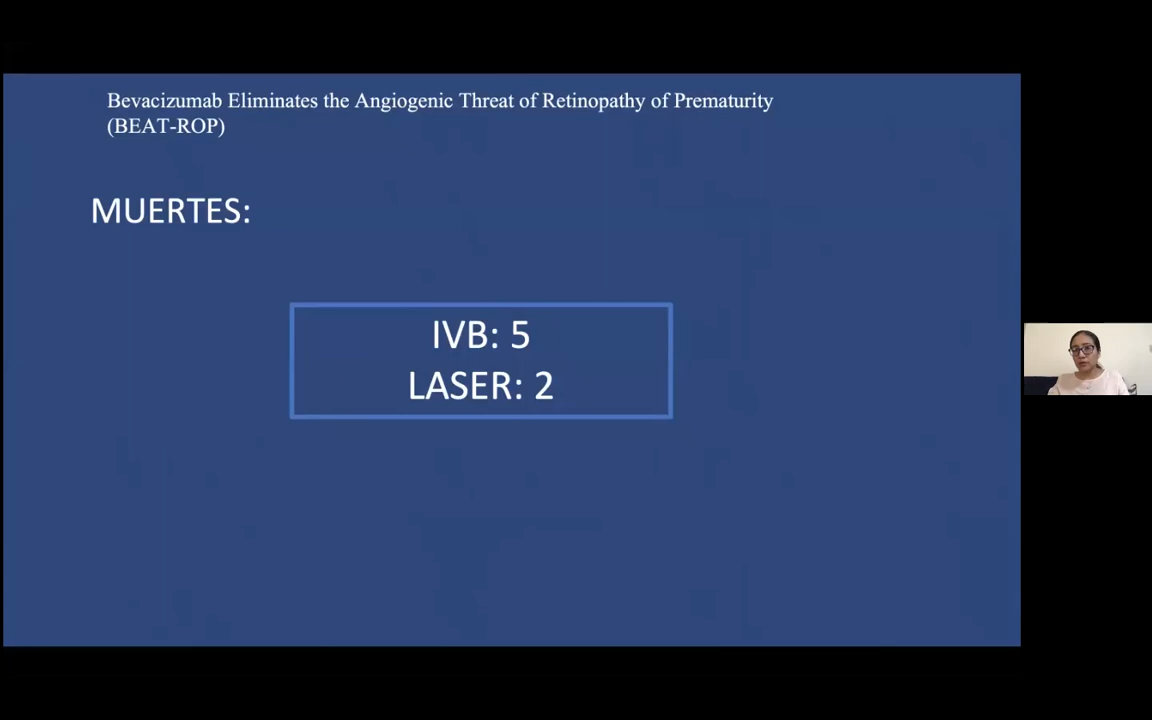 Bevacizumab Eliminates the Angiogenic Threat of Retinopathy of Prematurity
(BEAT-ROP)
MUERTES:
IVB: 5
LASER: 2